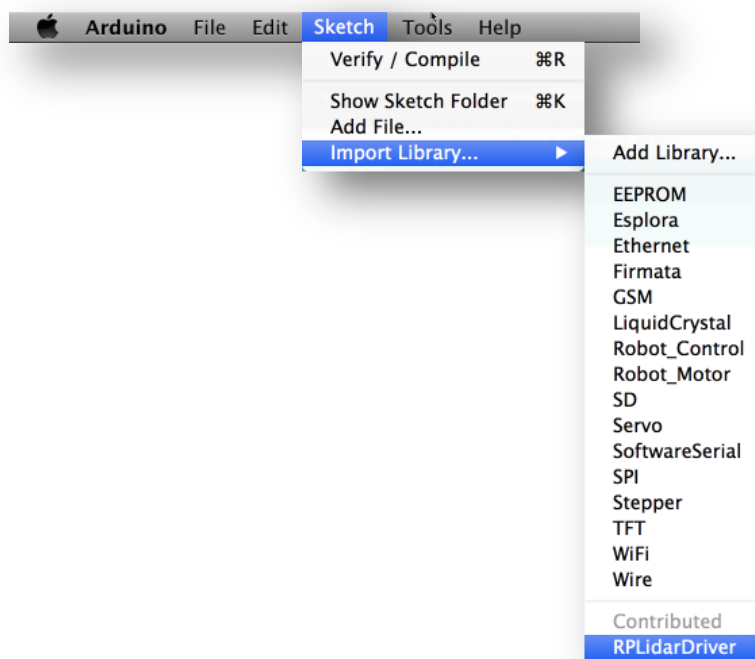 Arduino File Edit Sketch Tools Help
Verify / Compile ⌘R
Show Sketch Folder ⌘K
Add File...
Import Library... ▶
Add Library...
EEPROM
Esplora
Ethernet
Firmata
GSM
LiquidCrystal
Robot_Control
Robot_Motor
SD
Servo
SoftwareSerial
SPI
Stepper
TFT
WiFi
Wire
Contributed
RPLidarDriver